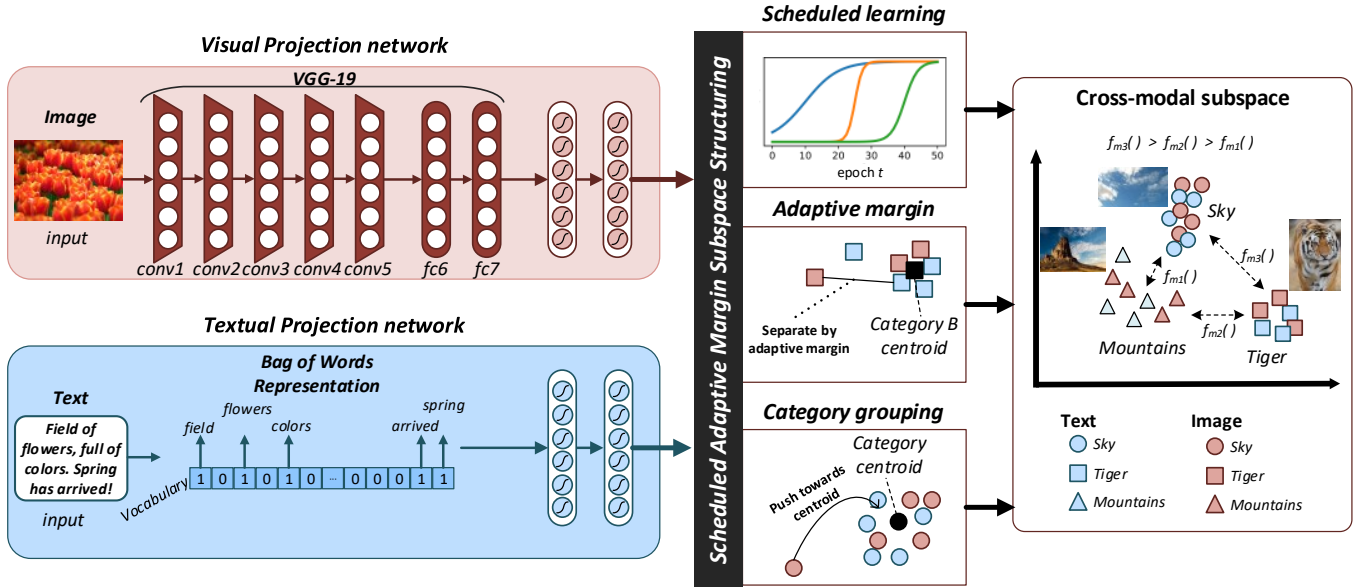 Visual Projection network
VGG-19
Image
input
conv1 conv2 conv3 conv4 conv5 fc6 fc7
Textual Projection network
Bag of Words
Representation
Text
Field of
flowers, full of
colors. Spring
has arrived!
input
field
flowers
colors
arrived
spring
Vocabulary
1 0 1 0 1 0 ... 0 0 0 1 1
Scheduled Adaptive Margin Subspace Structuring
Scheduled learning
0 10 20 30 40 50
epoch t
Adaptive margin
Separate by
adaptive margin
Category B
centroid
Category grouping
Category
centroid
Push towards
centroid
Cross-modal subspace
fm3( ) > fm2( ) > fm1( )
Sky
fm3( )
fm1( )
fm2( )
Mountains
Tiger
Text
Sky
Tiger
Mountains
Image
Sky
Tiger
Mountains